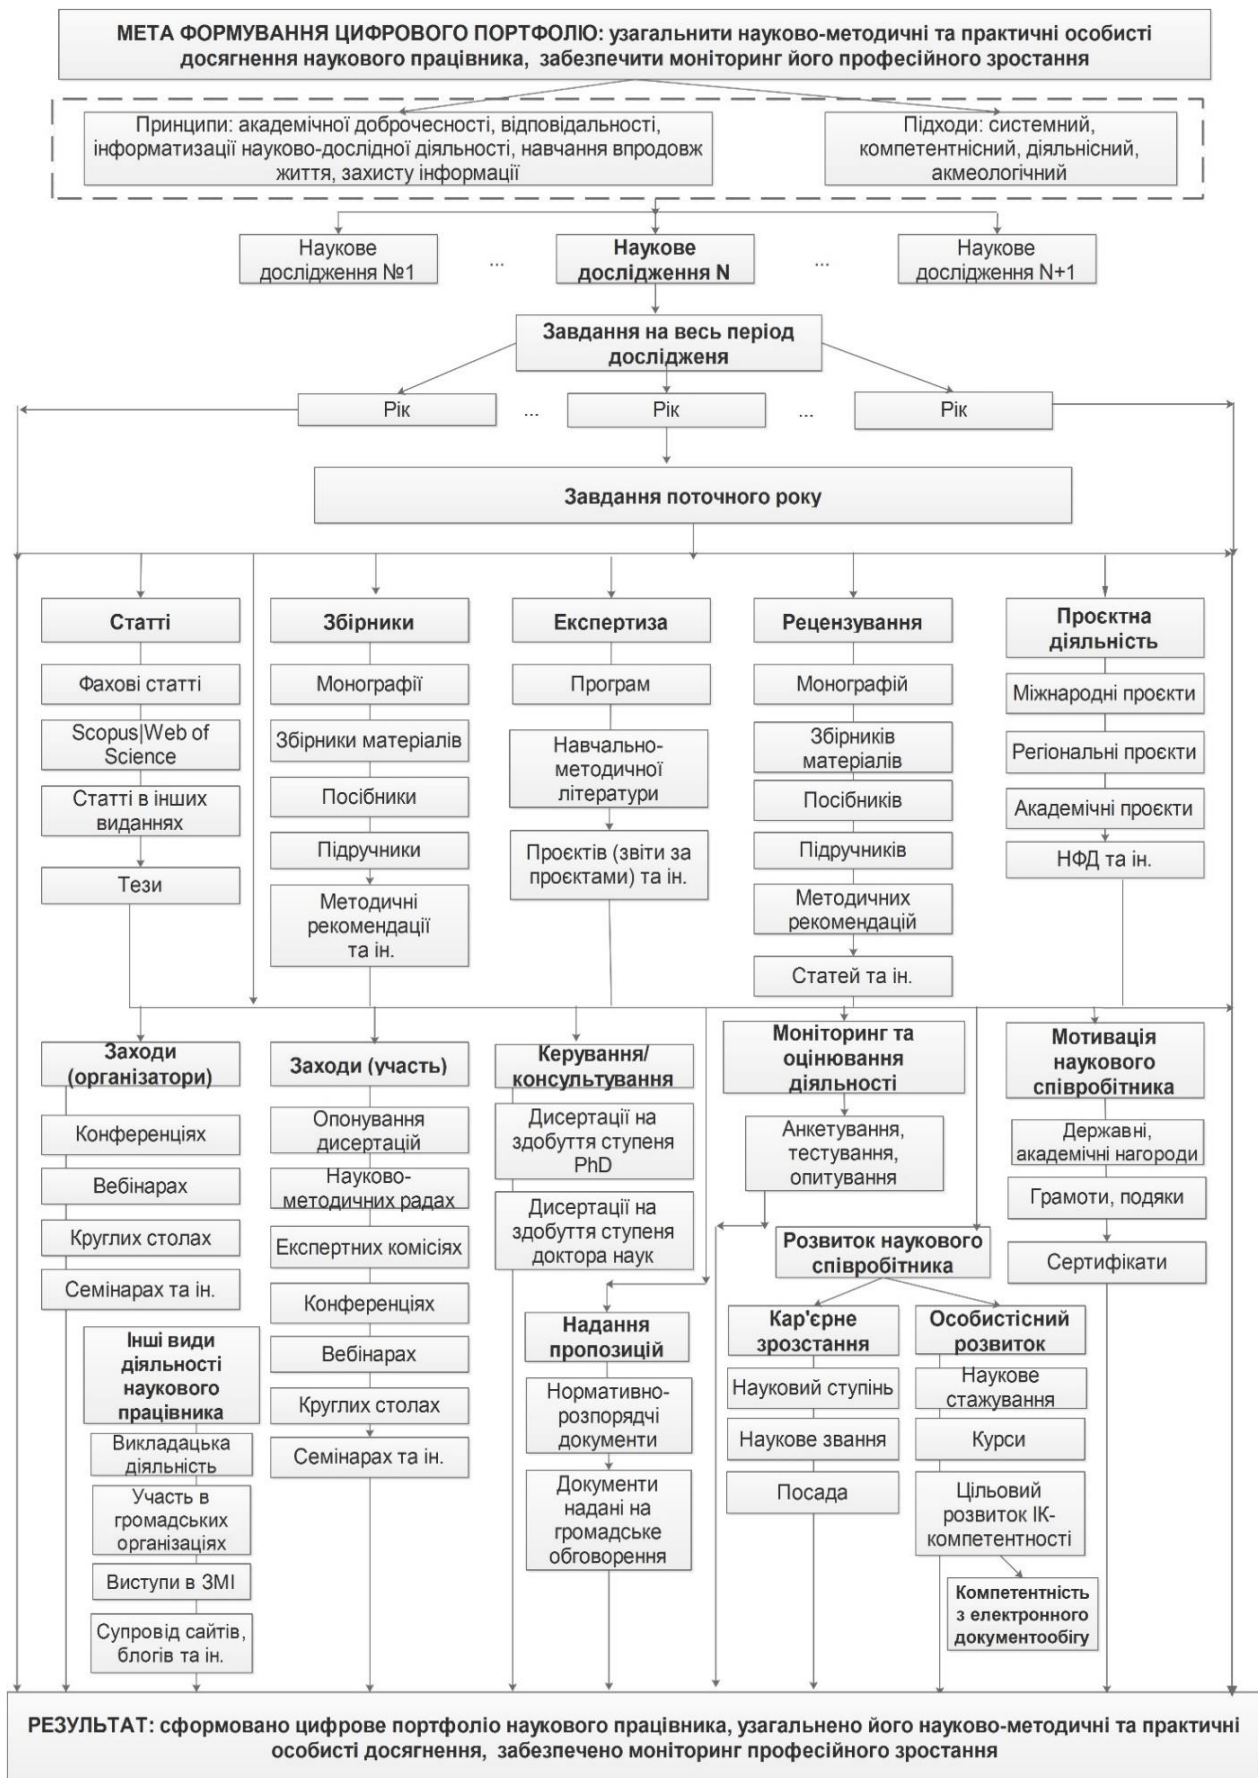 МЕТА ФОРМУВАННЯ ЦИФРОВОГО ПОРТФОЛІО: узагальнити науково-методичні та практичні особисті
досягнення наукового працівника, забезпечити моніторинг його професійного зростання
Принципи: академічної доброчесності, відповідальності,
інформатизації науково-дослідної діяльності, навчання впродовж
життя, захисту інформації
Підходи: системний,
компетентнісний, діяльнісний,
акмеологічний
Наукове
дослідження №1
...
Наукове
дослідження N
...
Наукове
дослідження N+1
Завдання на весь період
дослідженя
Рік
...
Рік
...
Рік
Завдання поточного року
Статті
Фахові статті
Scopus|Web of
Science
Статті в інших
виданнях
Тези
Збірники
Монографії
Збірники матеріалів
Посібники
Підручники
Методичні
рекомендації
та ін.
Експертиза
Програм
Навчально-
методичної
літератури
Проєктів (звіти за
проєктами) та ін.
Рецензування
Монографій
Збірників
матеріалів
Посібників
Підручників
Методичних
рекомендацій
Статей та ін.
Проєктна
діяльність
Міжнародні проєкти
Регіональні проєкти
Академічні проєкти
НФД та ін.
Заходи
(організатори)
Конференціях
Вебінарах
Круглих столах
Семінарах та ін.
Інші види
діяльності
наукового
працівника
Викладацька
діяльність
Участь в
громадських
організаціях
Виступи в ЗМІ
Супровід сайтів,
блогів та ін.
Заходи (участь)
Опонування
дисертацій
Науково-
методичних радах
Експертних комісіях
Конференціях
Вебінарах
Круглих столах
Семінарах та ін.
Керування/
консультування
Дисертації на
здобуття ступеня
PhD
Дисертації на
здобуття ступеня
доктора наук
Надання
пропозицій
Нормативно-
розпорядчі
документи
Документи
надані на
громадське
обговорення
Моніторинг та
оцінювання
діяльності
Анкетування,
тестування,
опитування
Розвиток наукового
співробітника
Кар'єрне
зрозстання
Науковий ступінь
Наукове звання
Посада
Особистісний
розвиток
Наукове
стажування
Курси
Цільовий
розвиток ІК-
компетентності
Компетентність
з електронного
документообігу
Мотивація
наукового
співробітника
Державні,
академічні нагороди
Грамоти, подяки
Сертифікати
РЕЗУЛЬТАТ: сформовано цифрове портфоліо наукового працівника, узагальнено його науково-методичні та практичні
особисті досягнення, забезпечено моніторинг професійного зростання